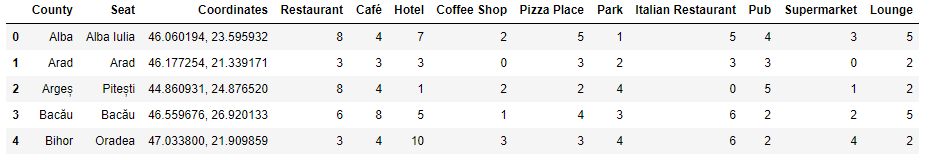 County Seat Coordinates Restaurant Café Hotel Coffee Shop Pizza Place Park Italian Restaurant Pub Supermarket Lounge
0 Alba Alba Iulia 46.060194, 23.595932 8 4 7 2 5 1 5 4 3 5
1 Arad Arad 46.177254, 21.339171 3 3 3 0 3 2 3 3 0 2
2 Argeș Pitești 44.860931, 24.876520 8 4 1 2 2 4 0 5 1 2
3 Bacău Bacău 46.559676, 26.920133 6 8 5 1 4 3 6 2 2 5
4 Bihor Oradea 47.033800, 21.909859 3 4 10 3 3 4 6 2 4 2